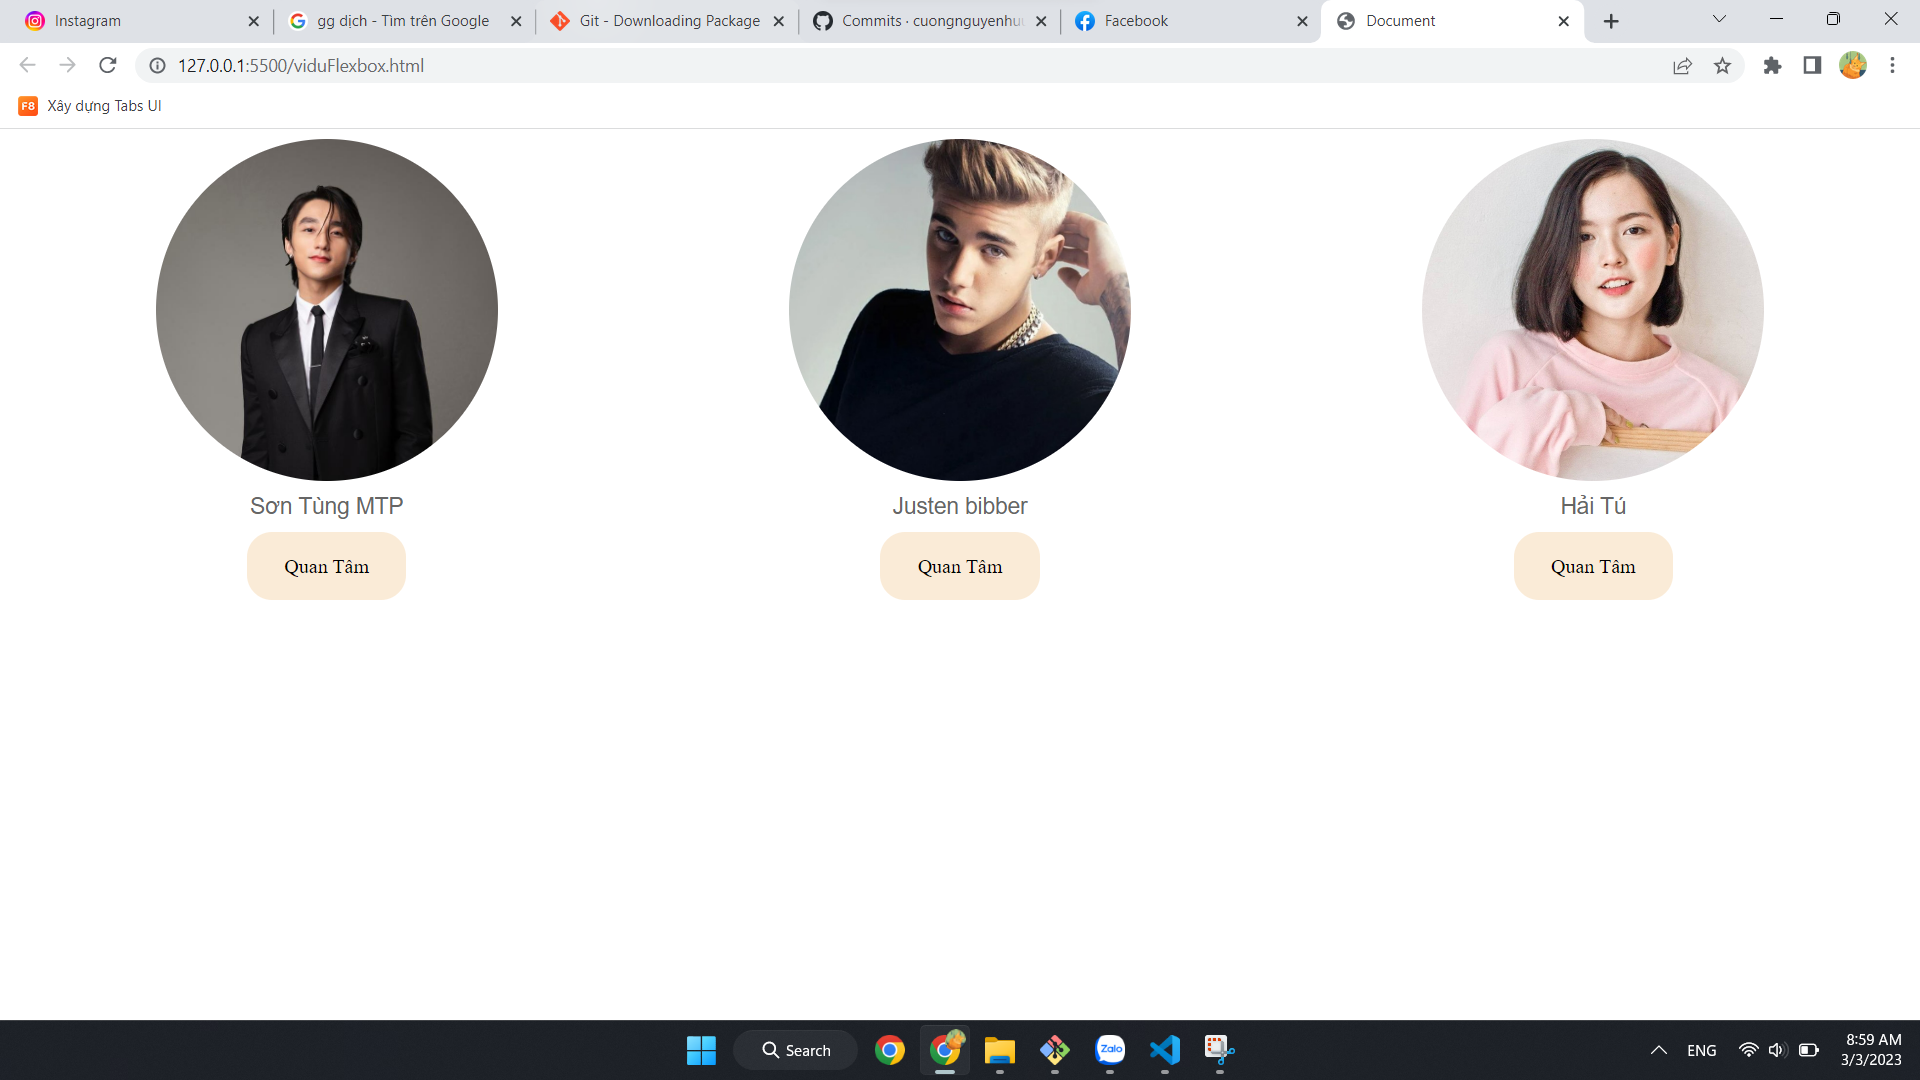 Instagram
gg dịch - Tìm trên Google
Git - Downloading Package
Commits · cuongnguyenhuu
Facebook
Document
127.0.0.1:5500/viduFlexbox.html
F8 Xây dựng Tabs UI
Sơn Tùng MTP
Justen bibber
Hải Tú
Quan Tâm
Quan Tâm
Quan Tâm
Search
Zalo
ENG
8:59 AM
3/3/2023